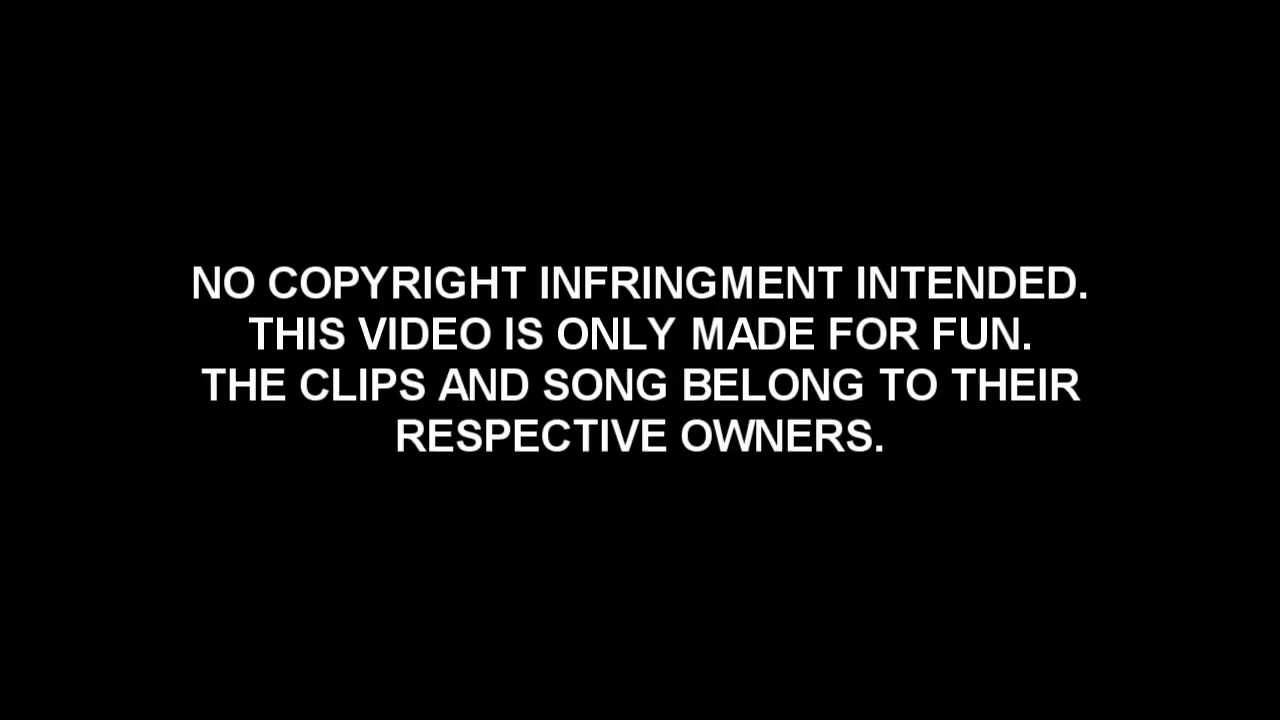 NO COPYRIGHT INFRINGMENT INTENDED.
THIS VIDEO IS ONLY MADE FOR FUN.
THE CLIPS AND SONG BELONG TO THEIR
RESPECTIVE OWNERS.